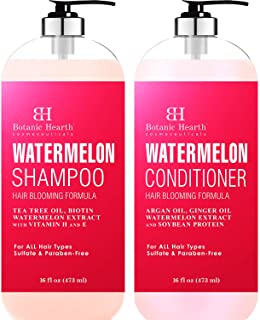 BH
Botanic Hearth
cosmeceuticals
WATERMELON
SHAMPOO
HAIR BLOOMING FORMULA
TEA TREE OIL, BIOTIN
WATERMELON EXTRACT
WITH VITAMIN H AND E
For ALL Hair Types
Sulfate & Paraben-Free
16 fl oz (473 ml)
BH
Botanic Hearth
cosmeceuticals
WATERMELON
CONDITIONER
HAIR BLOOMING FORMULA
ARGAN OIL, GINGER OIL
WATERMELON EXTRACT
AND SOYBEAN PROTEIN
For ALL Hair Types
Sulfate & Paraben-Free
16 fl oz (473 ml)